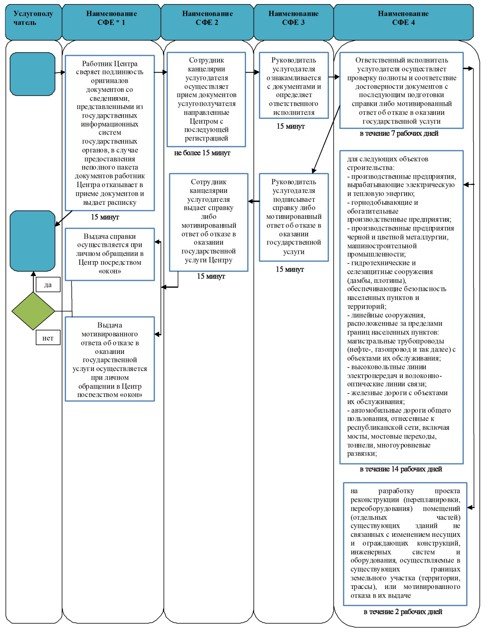 Услугополу
чатель
Наименование
СФЕ * 1
Наименование
СФЕ 2
Наименование
СФЕ 3
Наименование
СФЕ 4
Работник Центра
сверяет подлинность
оригиналов
документов со
сведениями,
представленными из
государственных
информационных
систем
государственных
органов, в случае
предоставления
неполного пакета
документов работник
Центра отказывает в
приеме документов и
выдает расписку
15 минут
Сотрудник
канцелярии
услугодателя
осуществляет
прием документов
услугополучателя
направленные
Центром с
последующей
регистрацией
не более 15 минут
Руководитель
услугодателя
ознакамливается
с документами и
определяет
ответственного
исполнителя
15 минут
Ответственный исполнитель
услугодателя осуществляет
проверку полноты и соответствие
достоверности документов с
последующим подготовки
справки либо мотивированный
ответ об отказе в оказании
государственной услуги
в течение 7 рабочих дней
для следующих объектов
строительства:
- производственные предприятия,
вырабатывающие электрическую
и тепловую энергию;
- горнодобывающие и
обогатительные
производственные предприятия;
- производственные предприятия
черной и цветной металлургии,
машиностроительной
промышленности;
- гидротехнические и
селезащитные сооружения
(дамбы, плотины),
обеспечивающие безопасность
населенных пунктов и
территорий;
- линейные сооружения,
расположенные за пределами
границ населенных пунктов:
магистральные трубопроводы
(нефте-, газопровод и так далее) с
объектами их обслуживания;
- высоковольтные линии
электропередач и волоконно-
оптические линии связи;
- железные дороги с объектами
их обслуживания;
- автомобильные дороги общего
пользования, отнесенные к
республиканской сети, включая
мосты, мостовые переходы,
тоннели, многоуровневые
развязки;
в течение 14 рабочих дней
Руководитель
услугодателя
подписывает
справку либо
мотивированный
ответ об отказе в
оказании
государственной
услуги
15 минут
Сотрудник
канцелярии
услугодателя
выдает справку
либо
мотивированный
ответ об отказе в
оказании
государственной
услуги Центру
15 минут
Выдача справки
осуществляется при
личном обращении в
Центр посредством
«окон»
да
нет
Выдача
мотивированного
ответа об отказе в
оказании
государственной
услуги осуществляется
при личном
обращении в Центр
посредством «окон»
на разработку проекта
реконструкции (перепланировки,
переоборудования) помещений
(отдельных частей)
существующих зданий не
связанных с изменением несущих
и ограждающих конструкций,
инженерных систем и
оборудования, осуществляемые в
существующих границах
земельного участка (территории,
трассы), или мотивированного
отказа в их выдаче
в течение 2 рабочих дней